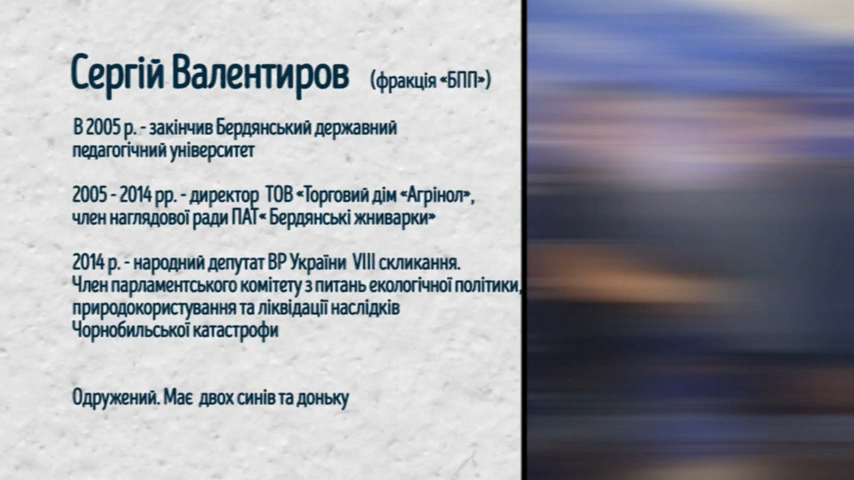 Сергій Валентиров (фракція «БПП»)
В 2005 р. - закінчив Бердянський державний
педагогічний університет
2005 - 2014 рр. - директор ТОВ «Торговий дім «Агрінол»,
член наглядової ради ПАТ« Бердянські жниварки»
2014 р. - народний депутат ВР України VIII скликання.
Член парламентського комітету з питань екологічної політики,
природокористування та ліквідації наслідків
Чорнобильської катастрофи
Одружений. Має двох синів та доньку